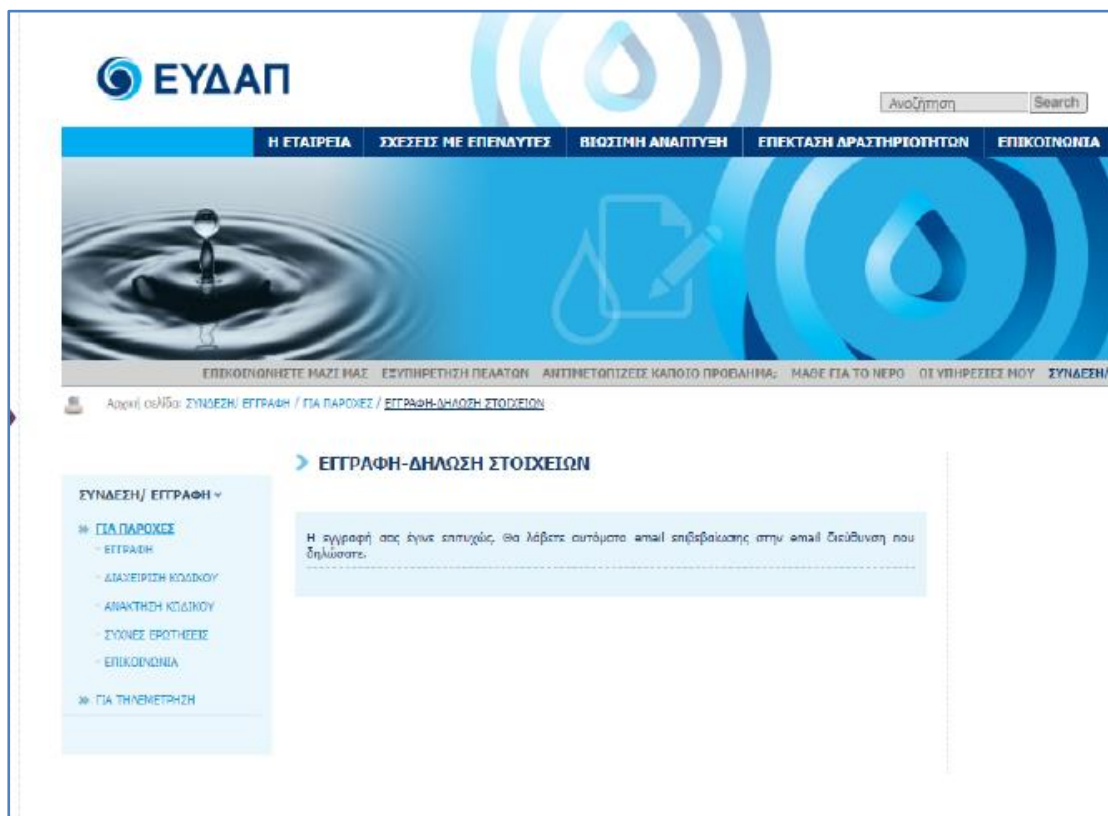 ΕΥΔΑΠ
Αναζήτηση Search
Η ΕΤΑΙΡΕΙΑ ΣΧΕΣΕΙΣ ΜΕ ΕΠΕΝΔΥΤΕΣ ΒΙΩΣΙΜΗ ΑΝΑΠΤΥΞΗ ΕΠΕΚΤΑΣΗ ΔΡΑΣΤΗΡΙΟΤΗΤΩΝ ΕΠΙΚΟΙΝΩΝΙΑ
ΕΠΙΚΟΙΝΩΝΗΣΤΕ ΜΑΖΙ ΜΑΣ ΕΞΥΠΗΡΕΤΗΣΗ ΠΕΛΑΤΩΝ ΑΝΤΙΜΕΤΩΠΙΖΕΙΣ ΚΑΠΟΙΟ ΠΡΟΒΛΗΜΑ; ΜΑΘΕ ΓΙΑ ΤΟ ΝΕΡΟ ΟΙ ΥΠΗΡΕΣΙΕΣ ΜΟΥ ΣΥΝΔΕΣΗ/
Αρχική σελίδα: ΣΥΝΔΕΣΗ/ ΕΓΓΡΑΦΗ / ΓΙΑ ΠΑΡΟΧΕΣ / ΕΓΓΡΑΦΗ-ΔΗΛΩΣΗ ΣΤΟΙΧΕΙΩΝ
ΕΓΓΡΑΦΗ-ΔΗΛΩΣΗ ΣΤΟΙΧΕΙΩΝ
ΣΥΝΔΕΣΗ/ ΕΓΓΡΑΦΗ
ΓΙΑ ΠΑΡΟΧΕΣ
ΕΓΓΡΑΦΗ
ΔΙΑΧΕΙΡΙΣΗ ΚΩΔΙΚΟΥ
ΑΝΑΚΤΗΣΗ ΚΩΔΙΚΟΥ
ΣΥΧΝΕΣ ΕΡΩΤΗΣΕΙΣ
ΕΠΙΚΟΙΝΩΝΙΑ
ΓΙΑ ΤΗΛΕΜΕΤΡΗΣΗ
Η εγγραφή σας έγινε επιτυχώς. Θα λάβετε αυτόματα email επιβεβαίωσης στην email διεύθυνση που
δηλώσατε.